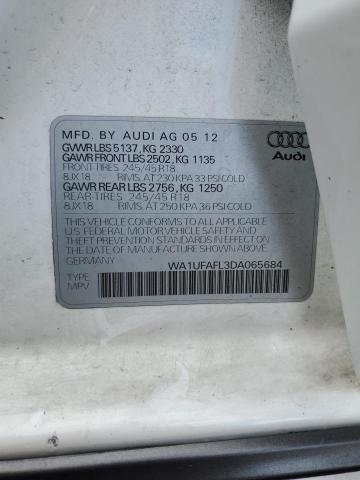 MFD. BY AUDI AG 05 12
GVWR LBS 5137, KG 2330
GAWR FRONT LBS 2502, KG 1135
FRONT TIRES 245/45 R18
8JX18 RIMS AT 230 KPA 33 PSI COLD
GAWR REAR LBS 2756, KG 1250
REAR-TIRES 245/45 R18
8JX18 RIMS, AT 250 KPA 36 PSI COLD
THIS VEHICLE CONFORMS TO ALL APPLICABLE
U.S. FEDERAL MOTOR VEHICLE SAFETY AND
THEFT PREVENTION STANDARDS IN EFFECT ON THE
DATE OF MANUFACTURE SHOWN ABOVE
GERMANY WA1UFAFL3DA065684
TYPE
MPV
Audi